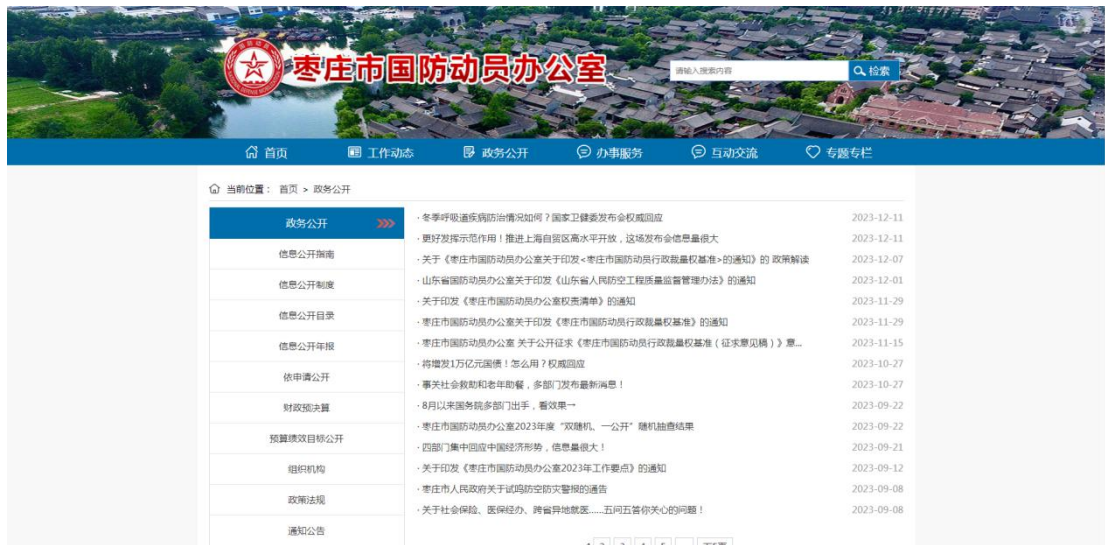 枣庄市国防动员办公室
请输入搜索内容
检索
首页
工作动态
政务公开
办事服务
互动交流
专题专栏
当前位置： 首页 > 政务公开
政务公开
信息公开指南
信息公开制度
信息公开目录
信息公开年报
依申请公开
财政预决算
预算绩效目标公开
组织机构
政策法规
通知公告
·冬季呼吸道疾病防治情况如何？国家卫健委发布会权威回应 2023-12-11
·更好发挥示范作用！推进上海自贸区高水平开放，这场发布会信息量很大 2023-12-11
·关于《枣庄市国防动员办公室关于印发<枣庄市国防动员行政裁量权基准>的通知》的 政策解读 2023-12-07
·山东省国防动员办公室关于印发《山东省人民防空工程质量监督管理办法》的通知 2023-12-01
·关于印发《枣庄市国防动员办公室权责清单》的通知 2023-11-29
·枣庄市国防动员办公室关于印发《枣庄市国防动员行政裁量权基准》的通知 2023-11-29
·枣庄市国防动员办公室 关于公开征求《枣庄市国防动员行政裁量权基准（征求意见稿）》意... 2023-11-15
·将增发1万亿元国债！怎么用？权威回应 2023-10-27
·事关社会救助和老年助餐，多部门发布最新消息！ 2023-10-27
·8月以来国务院多部门出手，看效果→ 2023-09-22
·枣庄市国防动员办公室2023年度“双随机、一公开”随机抽查结果 2023-09-22
·四部门集中回应中国经济形势，信息量很大！ 2023-09-21
·关于印发《枣庄市国防动员办公室2023年工作要点》的通知 2023-09-12
·枣庄市人民政府关于试鸣防空防灾警报的通告 2023-09-08
·关于社会保险、医保经办、跨省异地就医......五问五答你关心的问题！ 2023-09-08